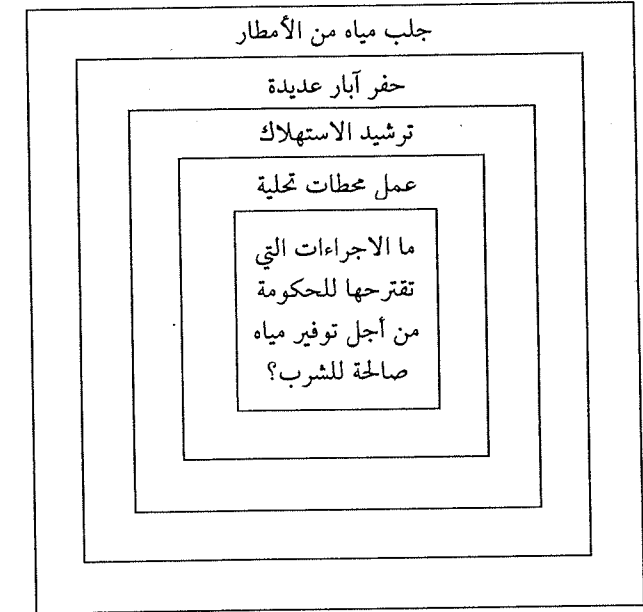 جلب مياه من الأمطار
حفر آبار عديدة
ترشيد الاستهلاك
عمل محطات تحلية
ما الاجراءات التي
تقترحها للحكومة
من أجل توفير مياه
صالحة للشرب؟